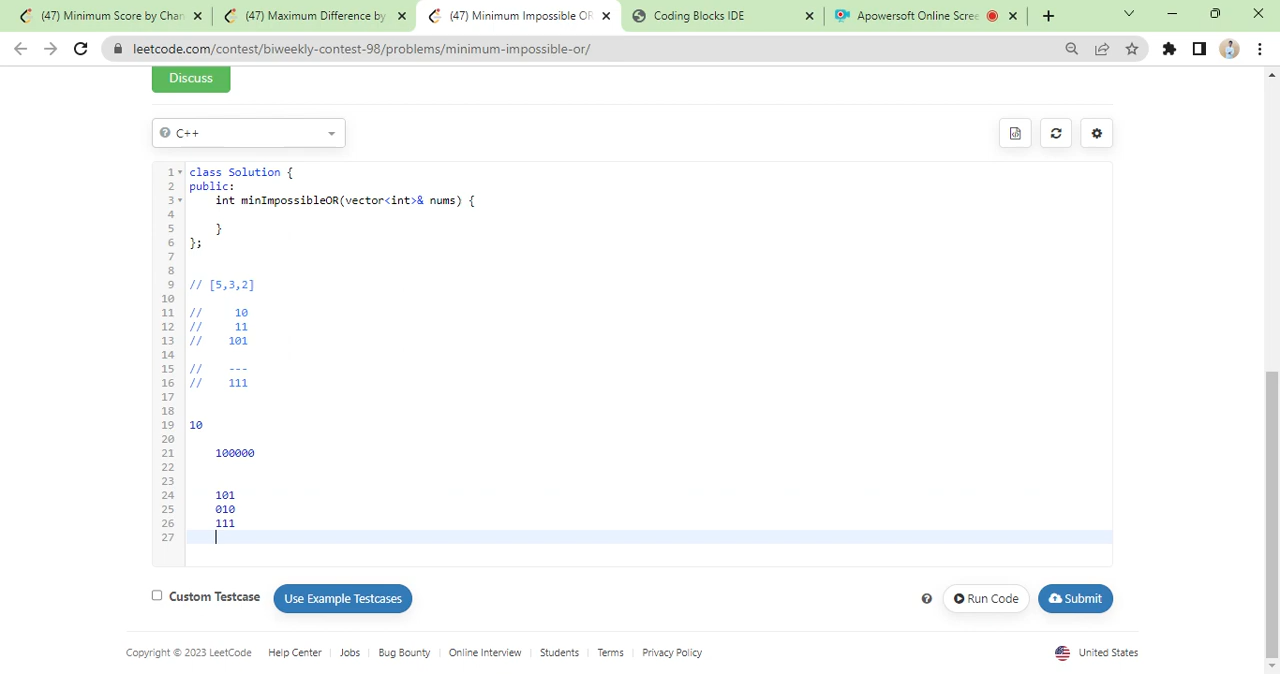 (47) Minimum Score by Chan
(47) Maximum Difference by
(47) Minimum Impossible OR
Coding Blocks IDE
Apowersoft Online Scree
leetcode.com/contest/biweekly-contest-98/problems/minimum-impossible-or/
Discuss
C++
1 class Solution {
2 public:
3 int minImpossibleOR(vector<int>& nums) {
4
5 }
6 };
7
8
9 // [5,3,2]
10
11 // 10
12 // 11
13 // 101
14
15 // ---
16 // 111
17
18
19 10
20
21 100000
22
23
24 101
25 010
26 111
27
Custom Testcase
Use Example Testcases
Run Code
Submit
Copyright © 2023 LeetCode
Help Center
Jobs
Bug Bounty
Online Interview
Students
Terms
Privacy Policy
United States